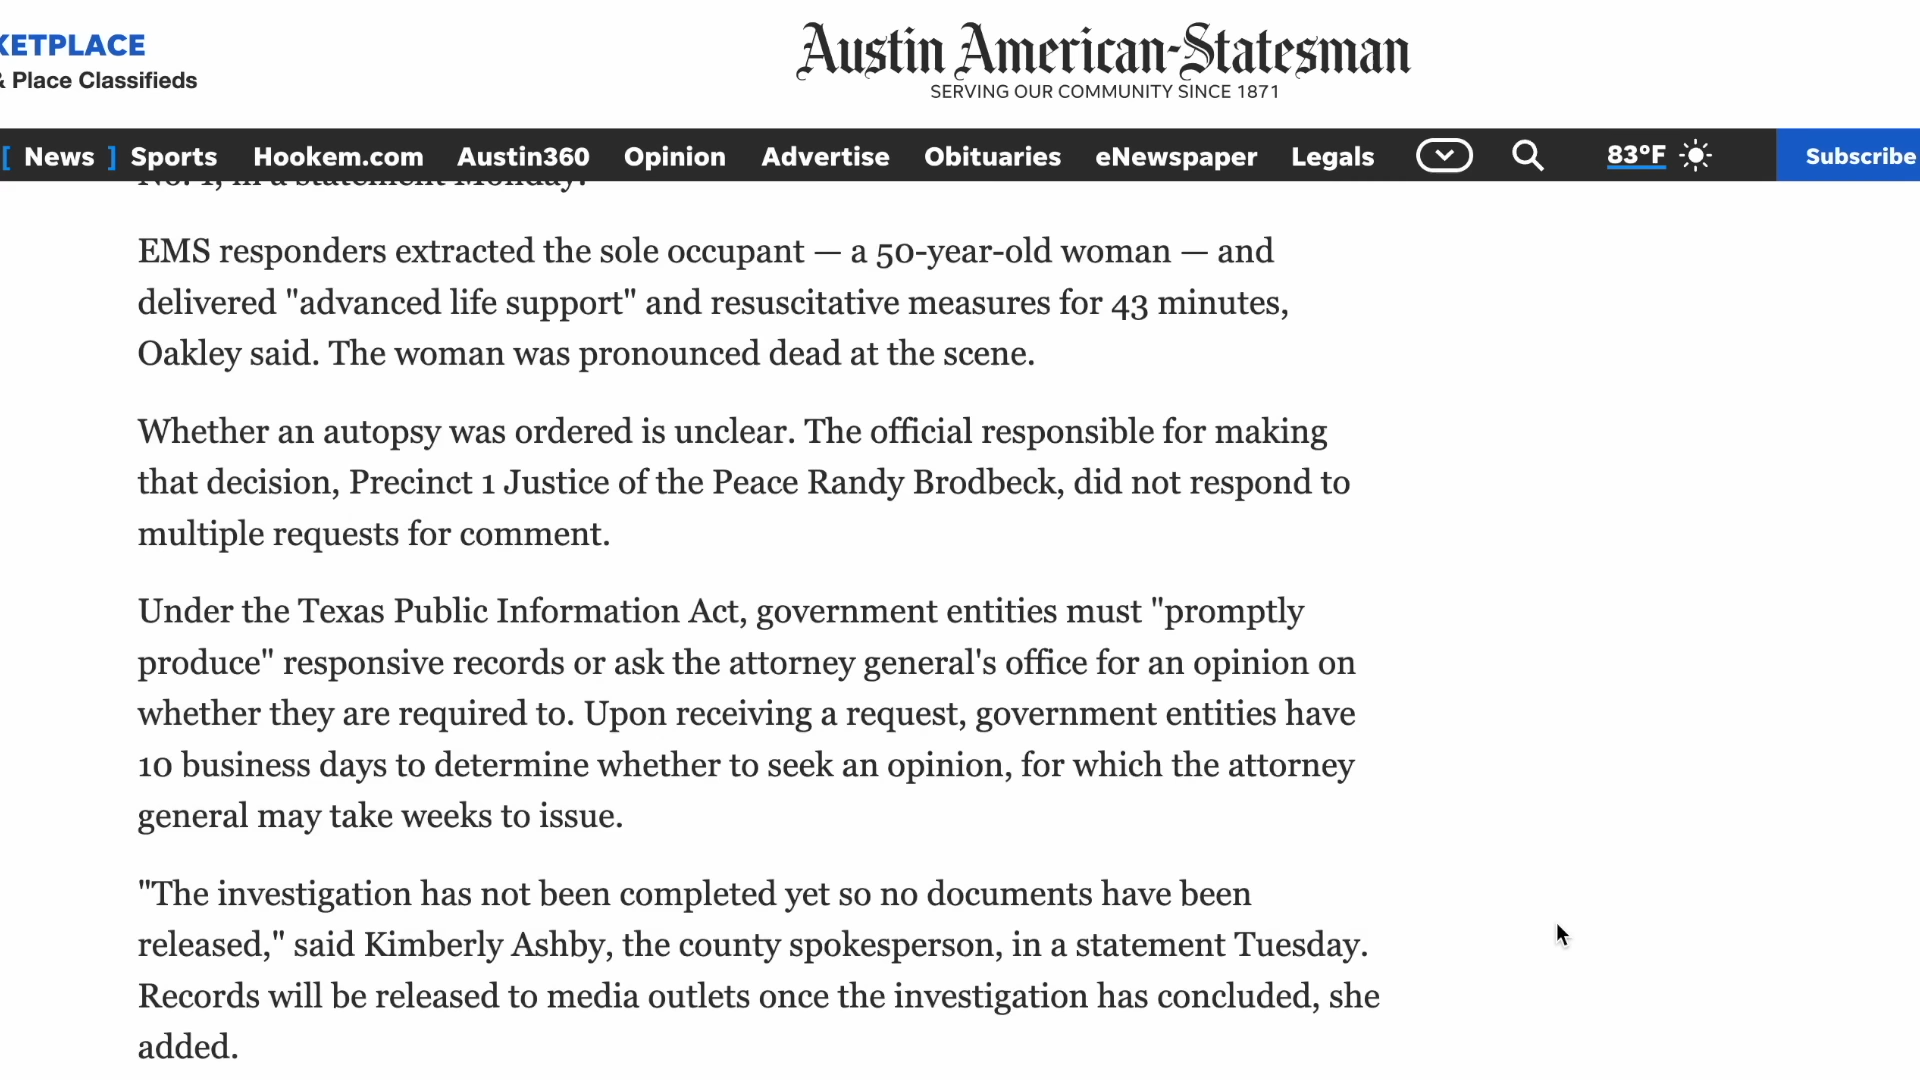 KETPLACE
& Place Classifieds
Austin American-Statesman
SERVING OUR COMMUNITY SINCE 1871
[ News ] Sports Hookem.com Austin360 Opinion Advertise Obituaries eNewspaper Legals 83°F Subscribe
No. 1, in a statement Monday.
EMS responders extracted the sole occupant — a 50-year-old woman — and
delivered "advanced life support" and resuscitative measures for 43 minutes,
Oakley said. The woman was pronounced dead at the scene.
Whether an autopsy was ordered is unclear. The official responsible for making
that decision, Precinct 1 Justice of the Peace Randy Brodbeck, did not respond to
multiple requests for comment.
Under the Texas Public Information Act, government entities must "promptly
produce" responsive records or ask the attorney general's office for an opinion on
whether they are required to. Upon receiving a request, government entities have
10 business days to determine whether to seek an opinion, for which the attorney
general may take weeks to issue.
"The investigation has not been completed yet so no documents have been
released," said Kimberly Ashby, the county spokesperson, in a statement Tuesday.
Records will be released to media outlets once the investigation has concluded, she
added.